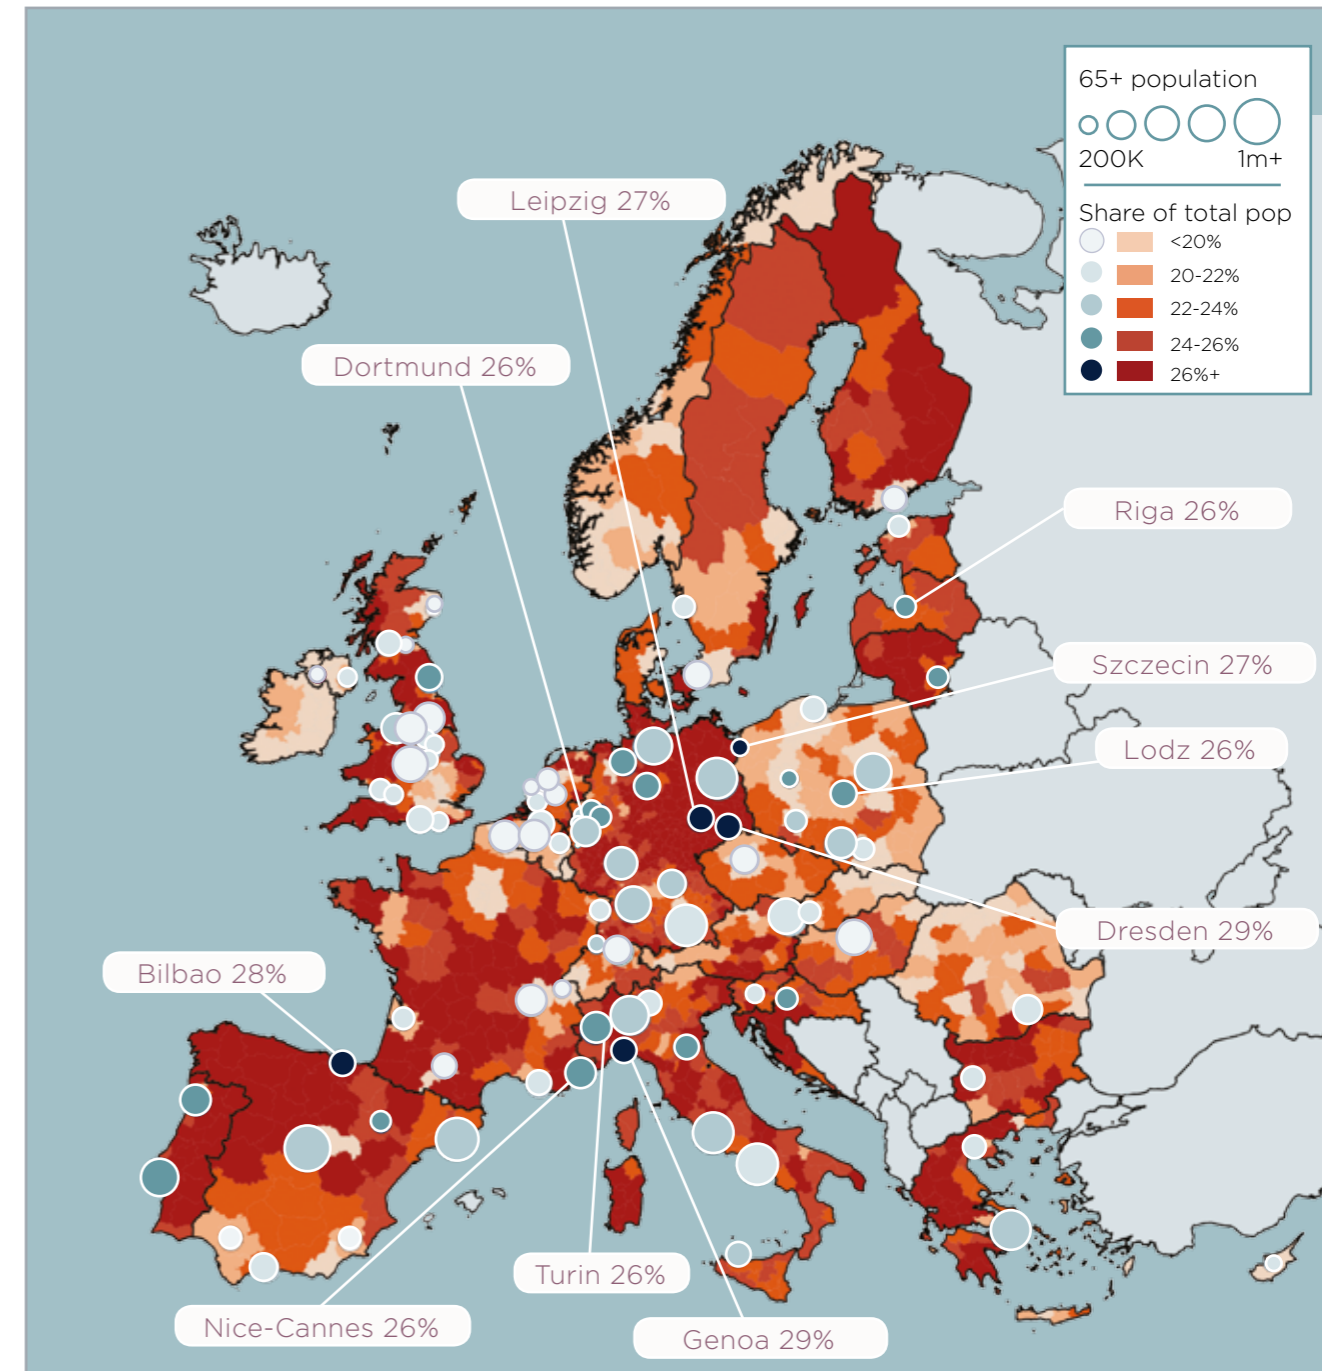 65+ population
200K 1m+
Share of total pop
<20%
20-22%
22-24%
24-26%
26%+
Leipzig 27%
Dortmund 26%
Riga 26%
Szczecin 27%
Lodz 26%
Dresden 29%
Bilbao 28%
Turin 26%
Nice-Cannes 26%
Genoa 29%